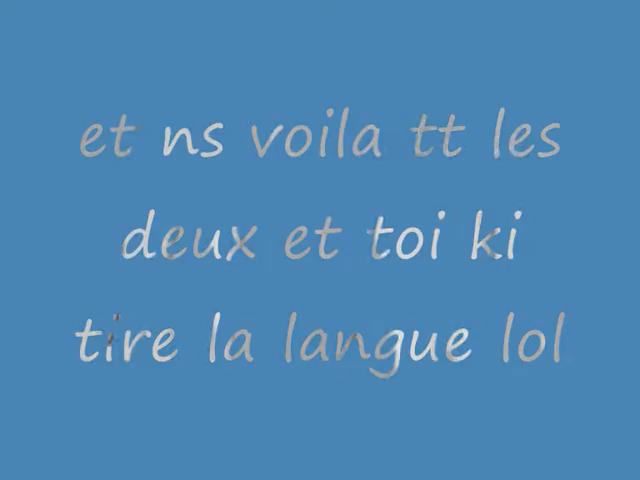 et ns voila tt les
deux et toi ki
tire la langue lol